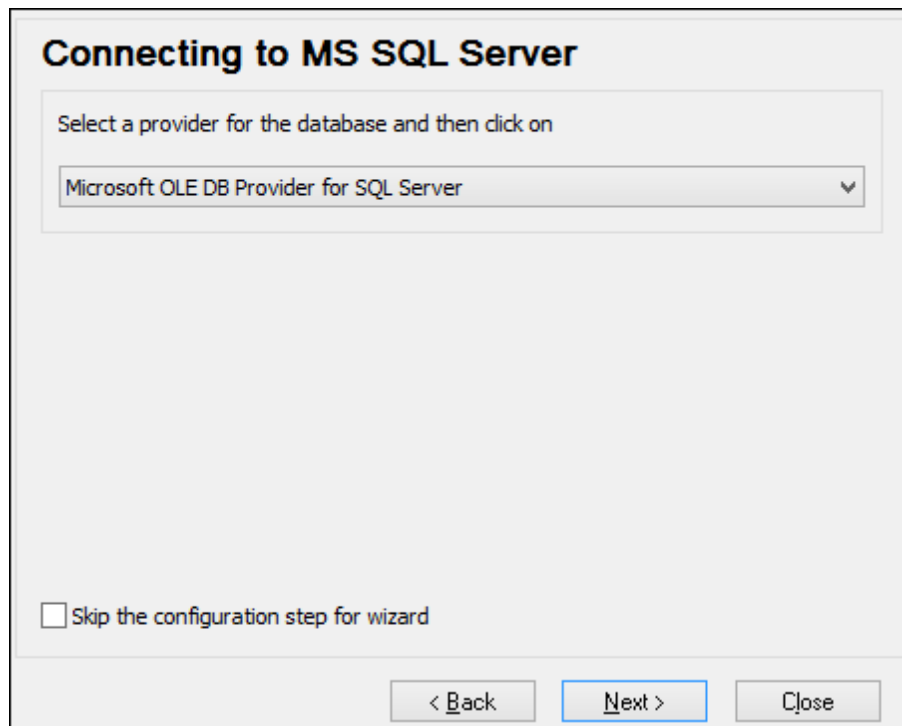 Connecting to MS SQL Server
Select a provider for the database and then click on
Microsoft OLE DB Provider for SQL Server
Skip the configuration step for wizard
< Back Next > Close